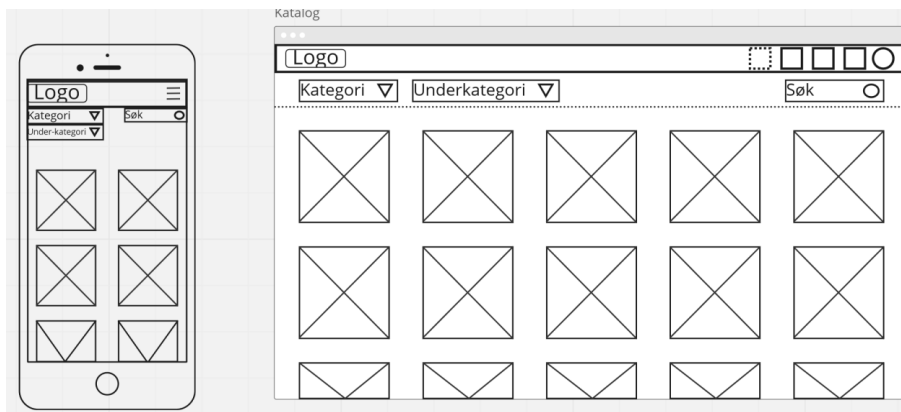 Katalog
Logo
Kategori
Underkategori
Søk
Logo
Kategori
Søk
Under-kategori